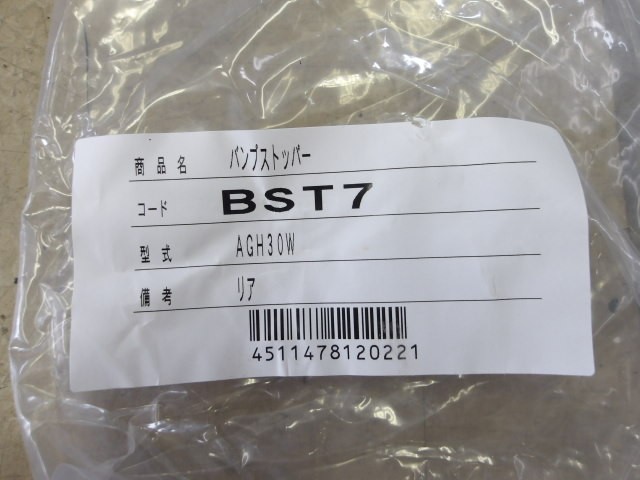 商品名 バンプストッパー
コード BST7
型式 AGH30W
備考 リア
4511478120221